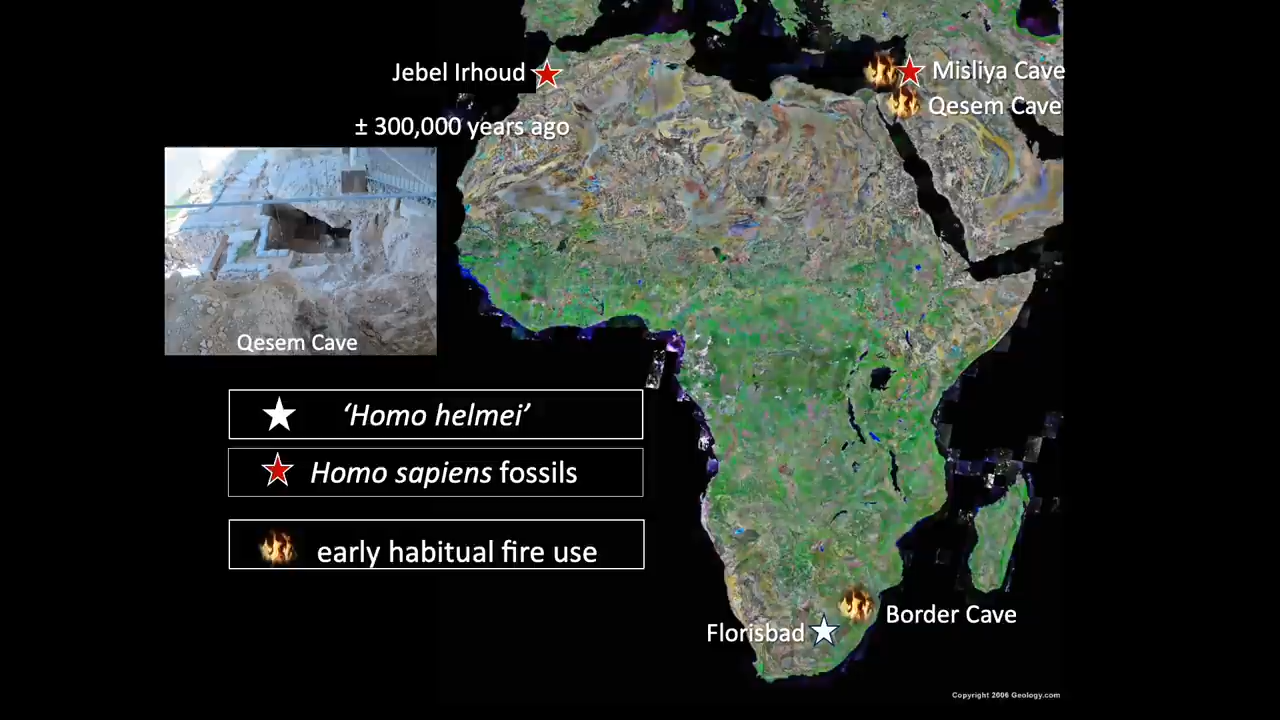 Jebel Irhoud
Misliya Cave
Qesem Cave
± 300,000 years ago
Qesem Cave
‘Homo helmei’
Homo sapiens fossils
early habitual fire use
Border Cave
Florisbad
Copyright 2006 Geology.com